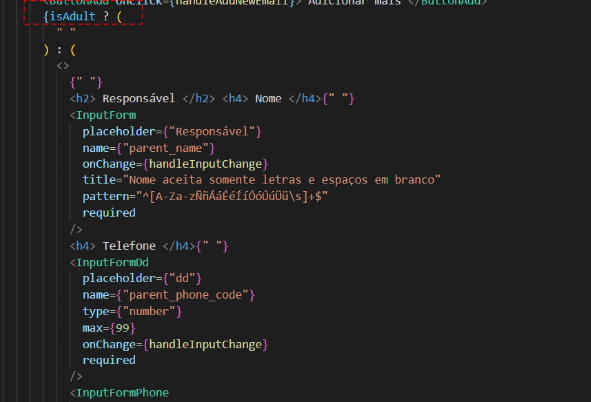 <ButtonAdd onClick={handleAddNewEmail}> Adicionar mais </ButtonAdd>
{isAdult ? (
" "
) : (
<>
{" "}
<h2> Responsável </h2> <h4> Nome </h4>{" "}
<InputForm
placeholder={"Responsável"}
name={"parent_name"}
onChange={handleInputChange}
title="Nome aceita somente letras e espaços em branco"
pattern="^[A-Za-zÑñÁáÉéÍíÓóÚúÜü\s]+$"
required
/>
<h4> Telefone </h4>{" "}
<InputFormDd
placeholder={"dd"}
name={"parent_phone_code"}
type={"number"}
max={99}
onChange={handleInputChange}
required
/>
<InputFormPhone